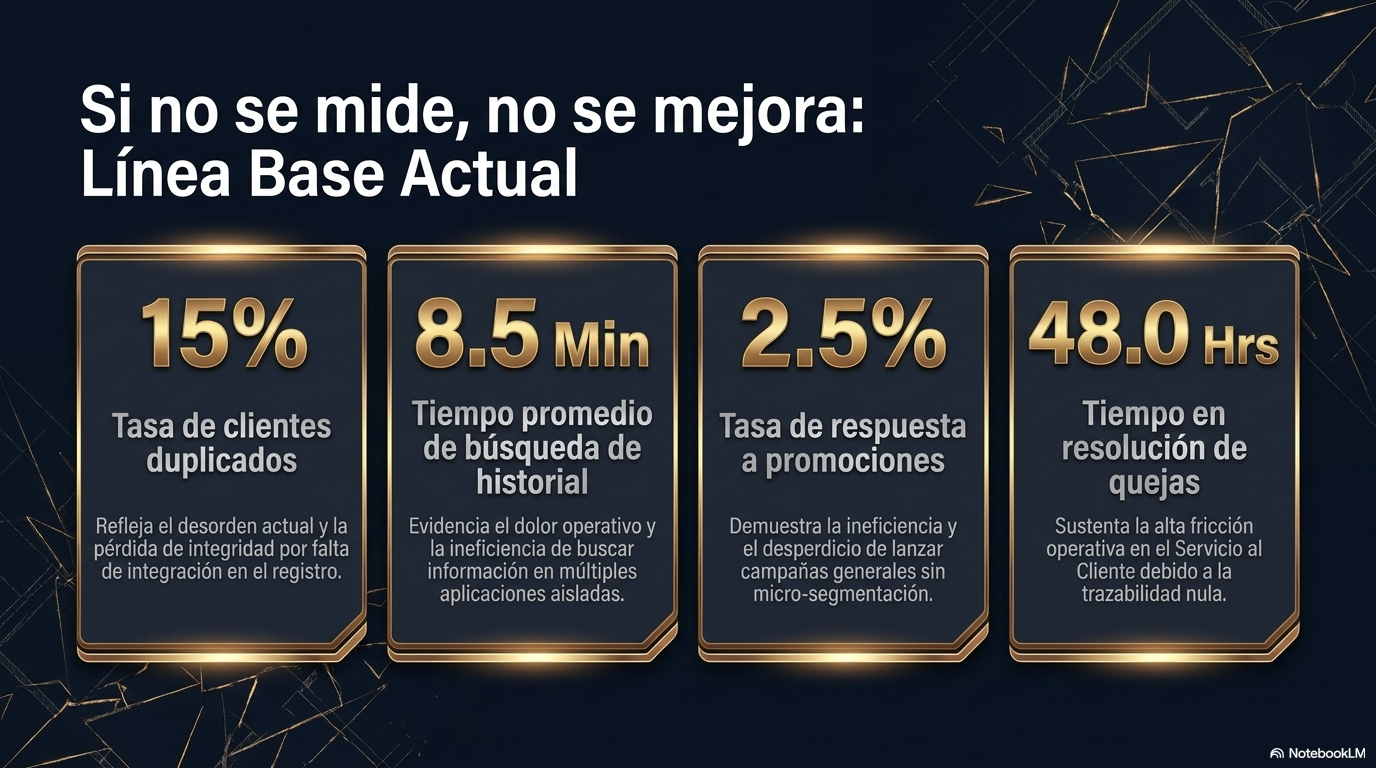 Si no se mide, no se mejora:
Línea Base Actual
15%
Tasa de clientes
duplicados
Refleja el desorden actual y la
pérdida de integridad por falta
de integración en el registro.
8.5 Min
Tiempo promedio
de búsqueda de
historial
Evidencia el dolor operativo y
la ineficiencia de buscar
información en múltiples
aplicaciones aisladas.
2.5%
Tasa de respuesta
a promociones
Demuestra la ineficiencia y
el desperdicio de lanzar
campañas generales sin
micro-segmentación.
48.0 Hrs
Tiempo en
resolución de
quejas
Sustenta la alta fricción
operativa en el Servicio al
Cliente debido a la
trazabilidad nula.
NotebookLM